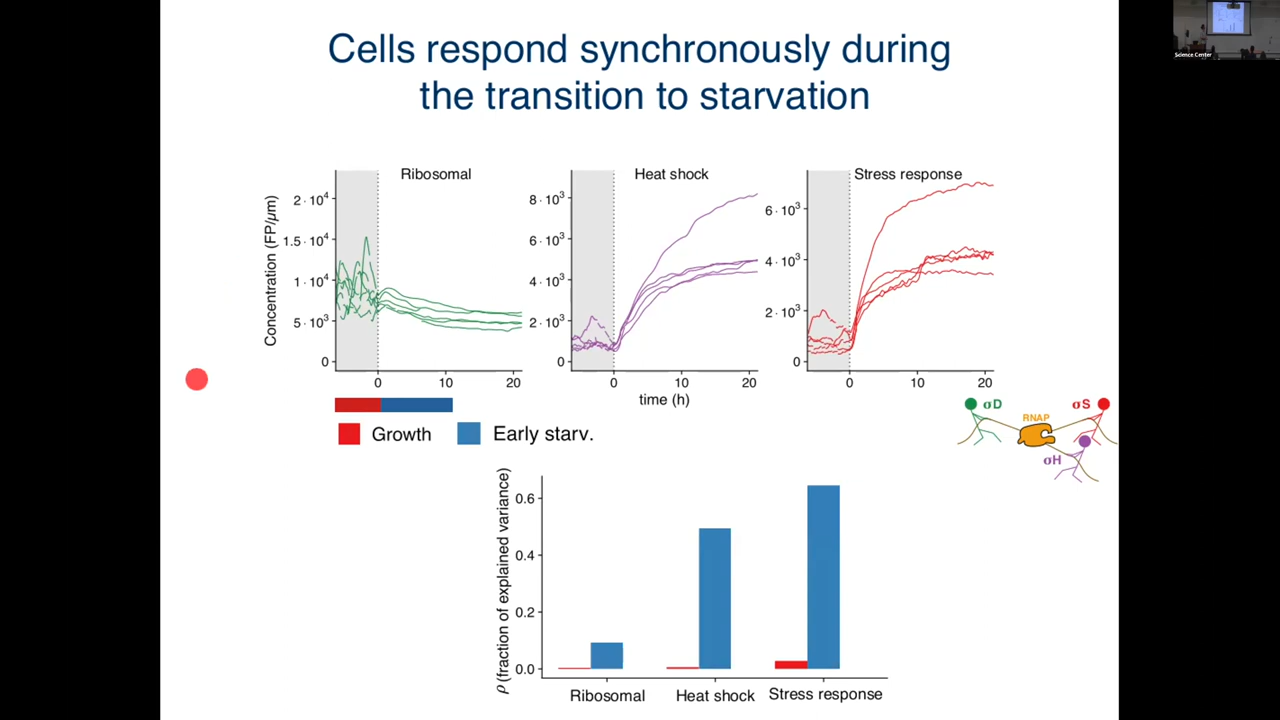 Cells respond synchronously during
the transition to starvation
Science Center
Ribosomal
Heat shock
Stress response
Concentration (FP/µm)
2·10⁴
1.5·10⁴
1·10⁴
5·10³
0
8·10³
6·10³
4·10³
2·10³
0
6·10³
4·10³
2·10³
0
0 10 20
0 10 20
0 10 20
time (h)
Growth
Early starv.
σD
RNAP
σS
σH
ρ (fraction of explained variance)
0.6
0.4
0.2
0.0
Ribosomal
Heat shock
Stress response